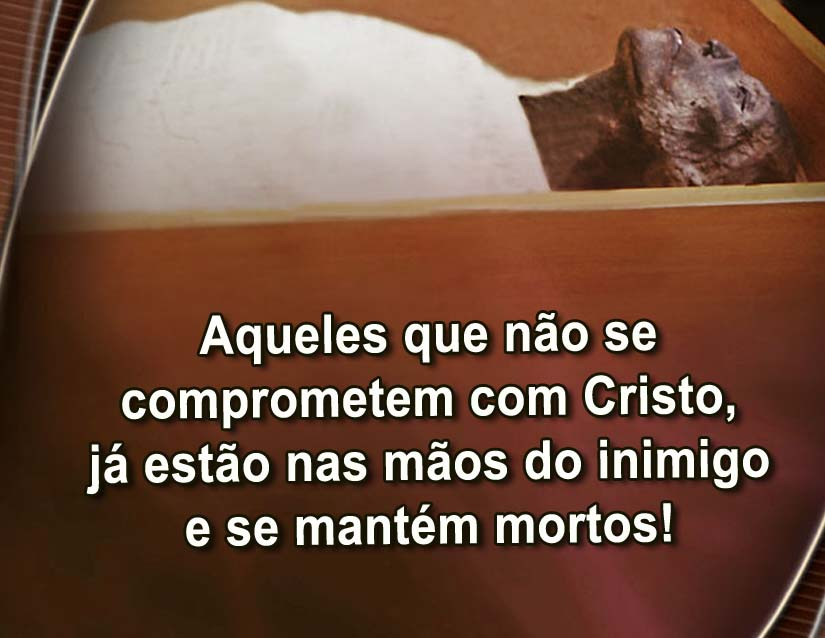 Aqueles que não se
comprometem com Cristo,
já estão nas mãos do inimigo
e se mantém mortos!